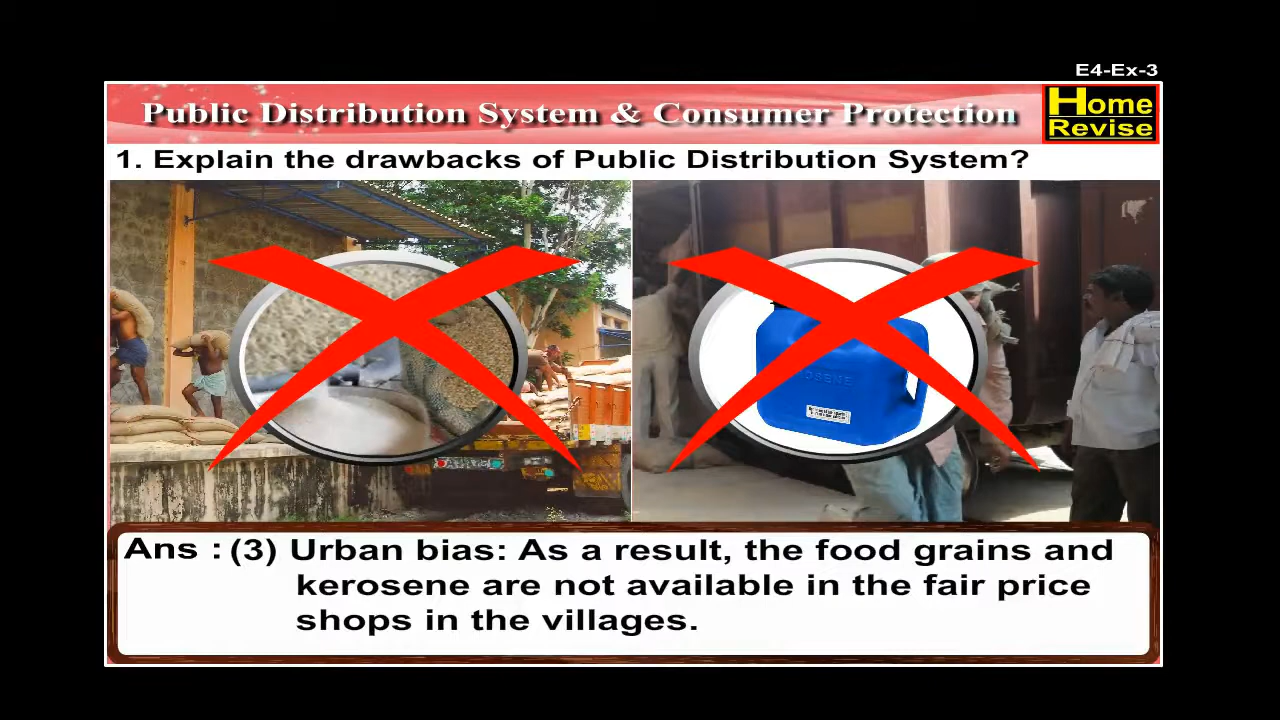 E4-Ex-3
Public Distribution System & Consumer Protection
Home
Revise
1. Explain the drawbacks of Public Distribution System?
Ans : (3) Urban bias: As a result, the food grains and
kerosene are not available in the fair price
shops in the villages.